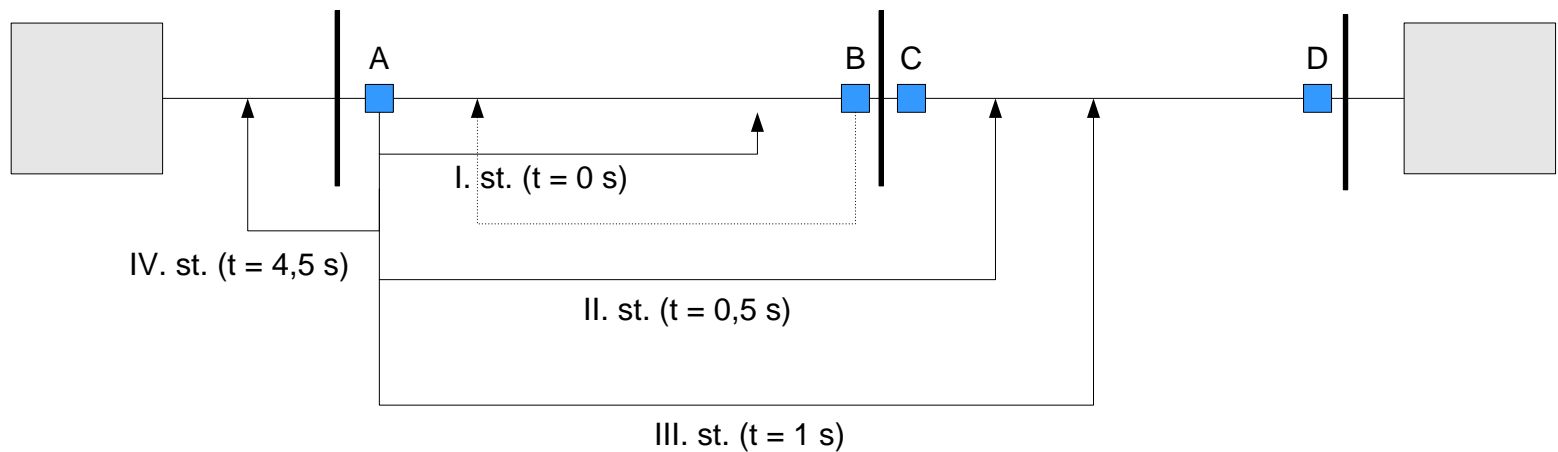 A
B
C
D
I. st. (t = 0 s)
IV. st. (t = 4,5 s)
II. st. (t = 0,5 s)
III. st. (t = 1 s)